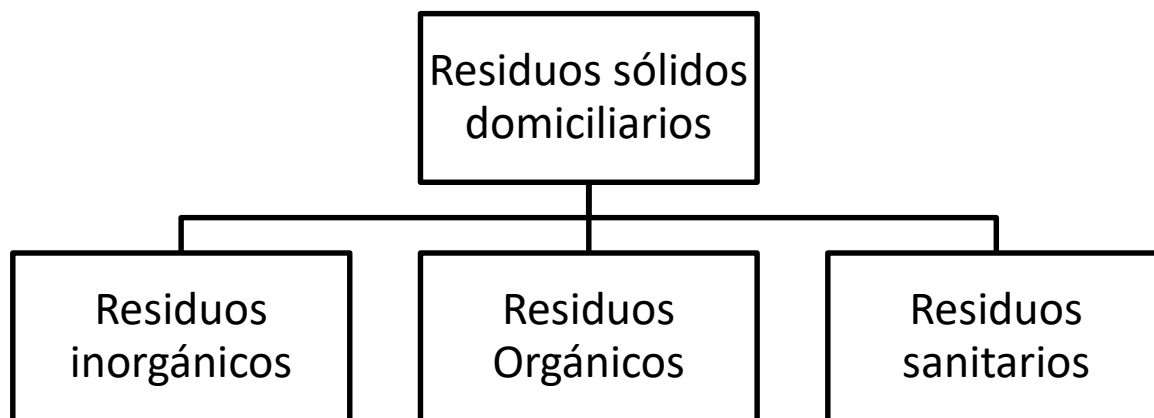 Residuos sólidos
domiciliarios
Residuos
inorgánicos
Residuos
Orgánicos
Residuos
sanitarios